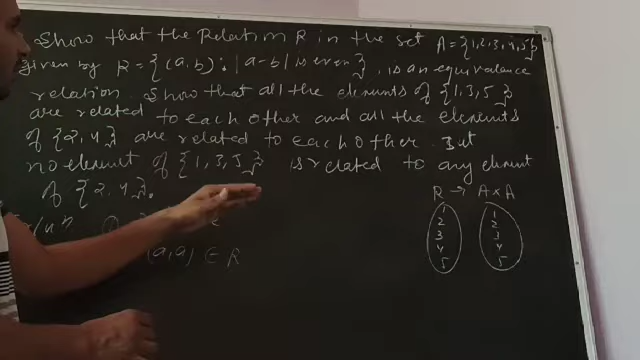 Show that the Relation R in the set A = {1,2,3,4,5}
given by R = {(a,b): |a-b| is even}, is an equivalance
relation. Show that all the elements of {1,3,5}
are related to each other and all the elements
of {2,4} are related to each other. But
no element of {1,3,5} is related to any element
of {2,4}.
(a,a) ∈ R
R → A×A
1 1
2 2
3 3
4 4
5 5